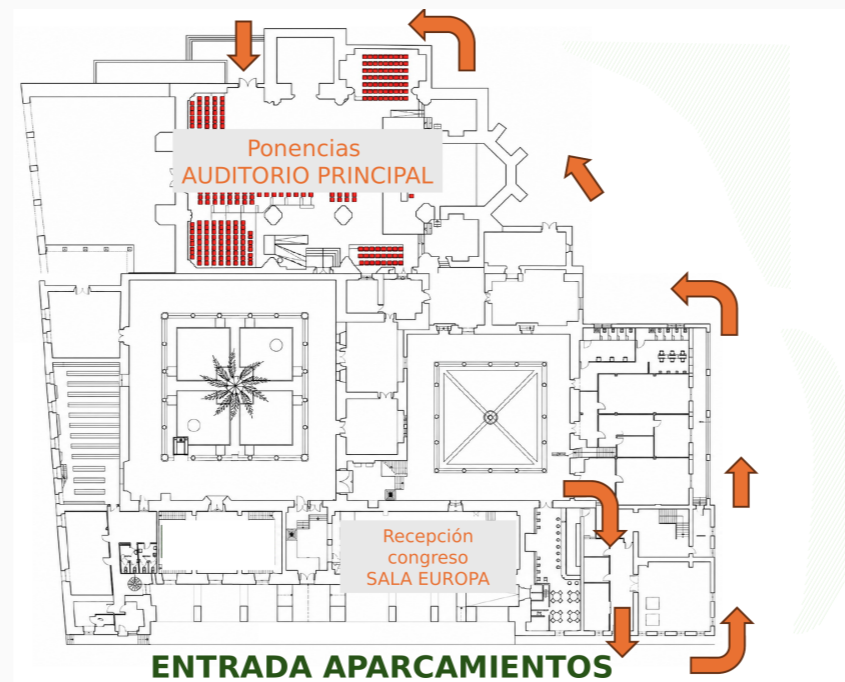 Ponencias
AUDITORIO PRINCIPAL
Recepción
congreso
SALA EUROPA
ENTRADA APARCAMIENTOS